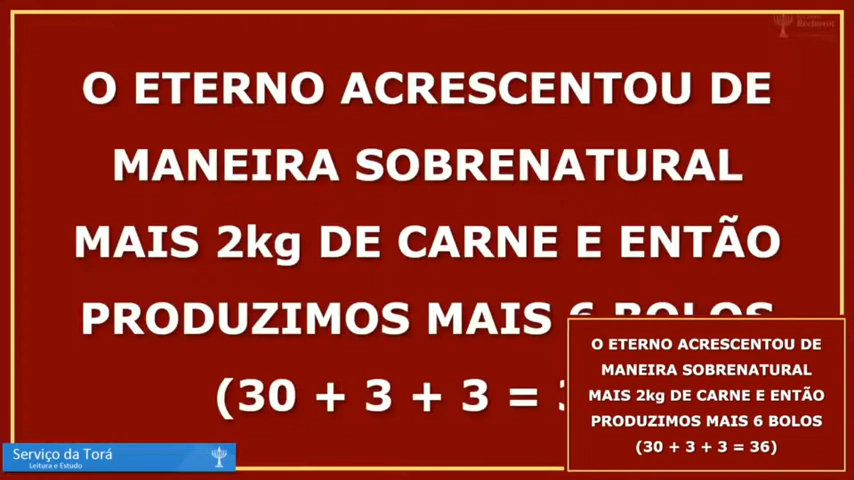 O ETERNO ACRESCENTOU DE
MANEIRA SOBRENATURAL
MAIS 2kg DE CARNE E ENTÃO
PRODUZIMOS MAIS 6 BOLOS
(30 + 3 + 3 =
O ETERNO ACRESCENTOU DE
MANEIRA SOBRENATURAL
MAIS 2kg DE CARNE E ENTÃO
PRODUZIMOS MAIS 6 BOLOS
(30 + 3 + 3 = 36)
Serviço da Torá
Leitura e Estudo